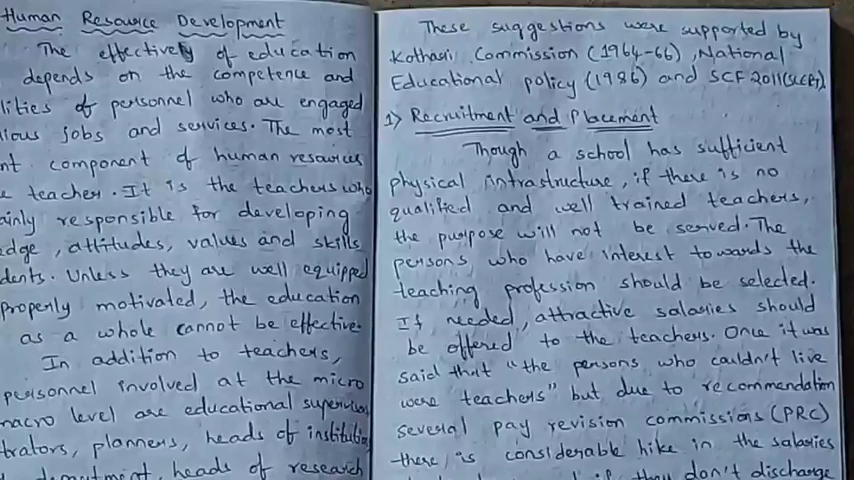 Human Resource Development
The effectively of education
depends on the competence and
lities of personnel who are engaged
ious jobs and services. The most
nt component of human resources
e teacher. It is the teachers who
ainly responsible for developing
edge, attitudes, values and skills
dents. Unless they are well equipped
properly motivated, the education
as a whole cannot be effective.
In addition to teachers,
personnel involved at the micro
macro level are educational supervisors
trators, planners, heads of institution
heads of research
These suggestions were supported by
Kothari Commission (1964-66), National
Educational policy (1986) and SCF 2011
1) Recruitment and Placement
Though a school has sufficient
physical intrastructure, if there is no
qualified and well trained teachers,
the purpose will not be served. The
persons who have interest towards the
teaching profession should be selected.
If needed, attractive salaries should
be offered to the teachers. Once it was
said that "the persons who couldn't live
were teachers" but due to recommendation
several pay revision commissions (PRC)
there is considerable hike in the salaries
if they don't discharge